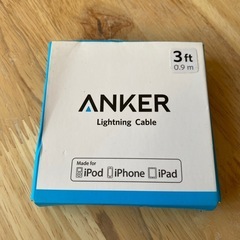 3 ft
0.9 m
ANKER
Lightning Cable
Made for
iPod iPhone iPad